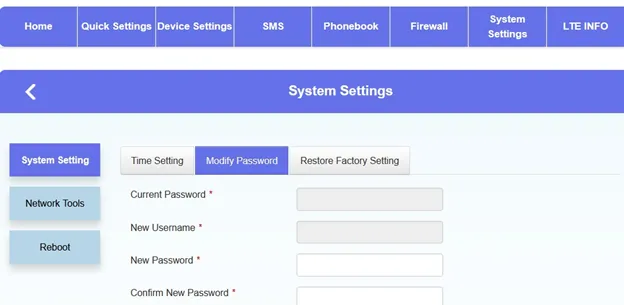 Home Quick Settings Device Settings SMS Phonebook Firewall System Settings LTE INFO
System Settings
System Setting Time Setting Modify Password Restore Factory Setting
Current Password *
Network Tools
New Username *
Reboot
New Password *
Confirm New Password *